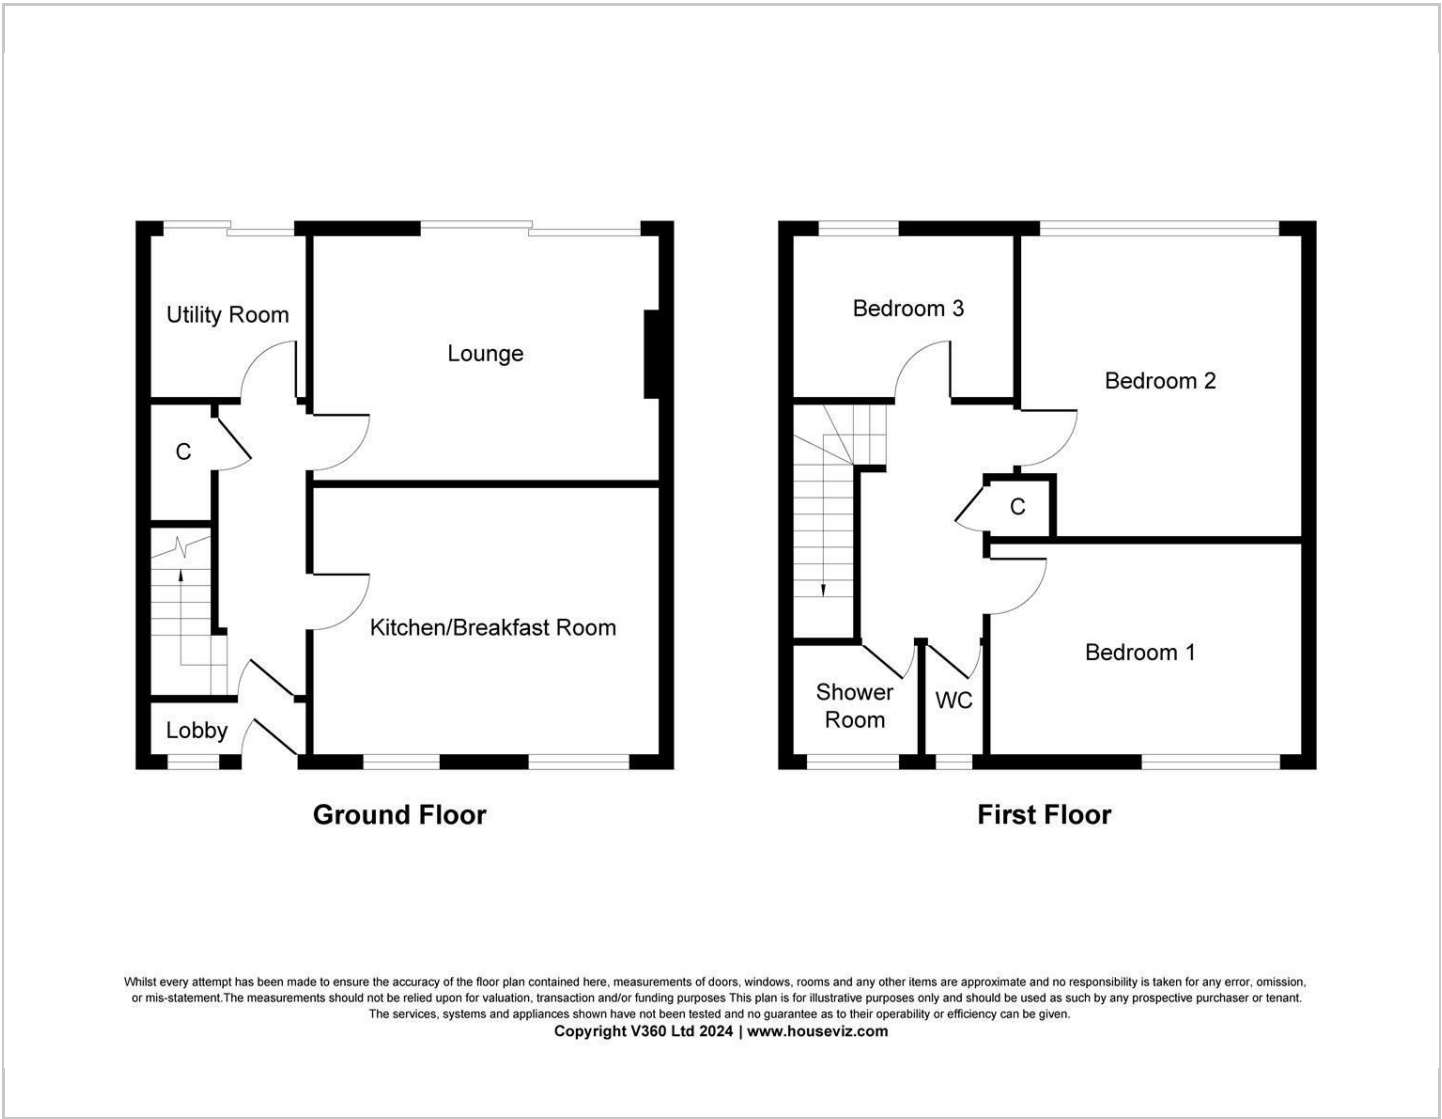 Utility Room
Lounge
C
Kitchen/Breakfast Room
Lobby
Ground Floor
Bedroom 3
Bedroom 2
C
Bedroom 1
Shower
Room
WC
First Floor
Whilst every attempt has been made to ensure the accuracy of the floor plan contained here, measurements of doors, windows, rooms and any other items are approximate and no responsibility is taken for any error, omission,
or mis-statement.The measurements should not be relied upon for valuation, transaction and/or funding purposes This plan is for illustrative purposes only and should be used as such by any prospective purchaser or tenant.
The services, systems and appliances shown have not been tested and no guarantee as to their operability or efficiency can be given.
Copyright V360 Ltd 2024 | www.houseviz.com